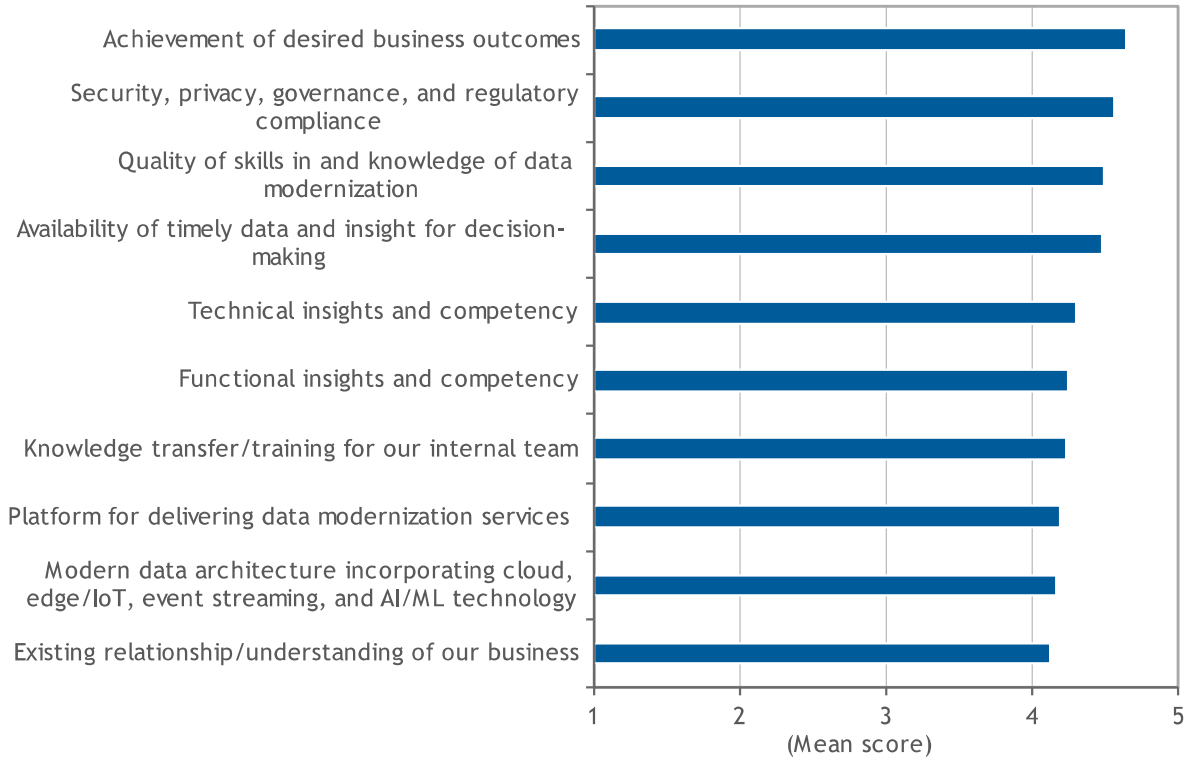 Achievement of desired business outcomes
Security, privacy, governance, and regulatory
compliance
Quality of skills in and knowledge of data
modernization
Availability of timely data and insight for decision-
making
Technical insights and competency
Functional insights and competency
Knowledge transfer/training for our internal team
Platform for delivering data modernization services
Modern data architecture incorporating cloud,
edge/IoT, event streaming, and AI/ML technology
Existing relationship/understanding of our business
1 2 3 4 5
(Mean score)